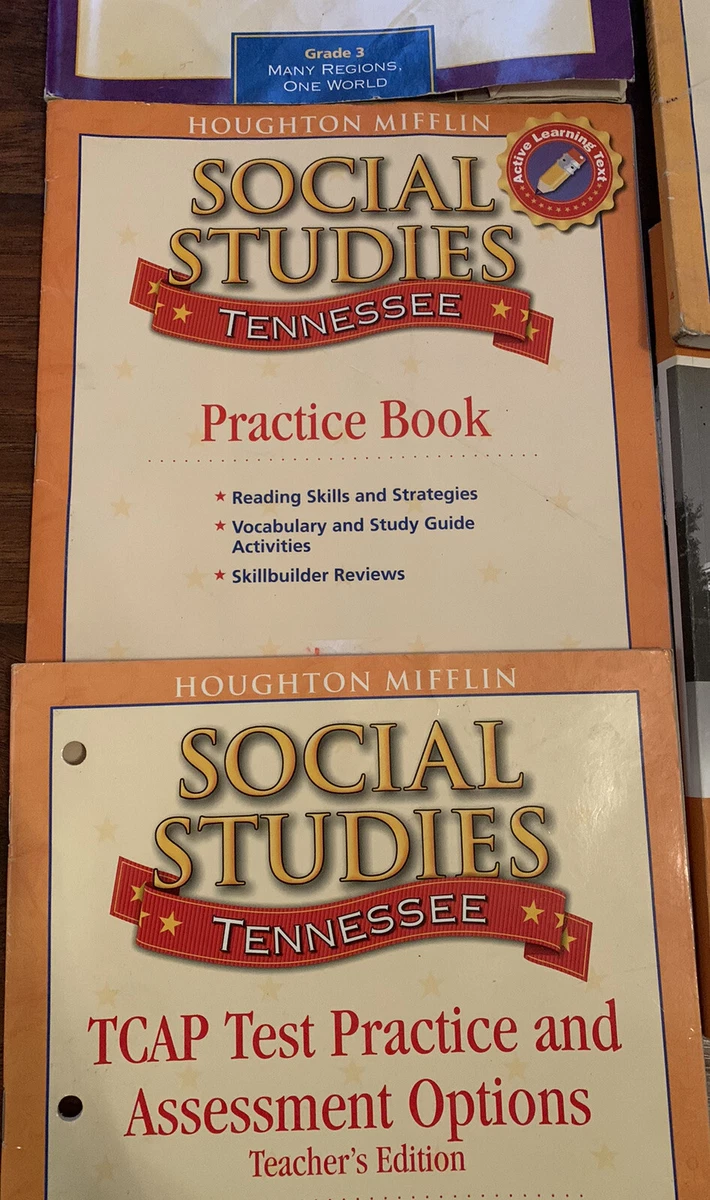 Grade 3
MANY REGIONS,
ONE WORLD
HOUGHTON MIFFLIN
Active Learning Text
SOCIAL
STUDIES
TENNESSEE
Practice Book
★ Reading Skills and Strategies
★ Vocabulary and Study Guide
Activities
★ Skillbuilder Reviews
HOUGHTON MIFFLIN
SOCIAL
STUDIES
TENNESSEE
TCAP Test Practice and
Assessment Options
Teacher's Edition